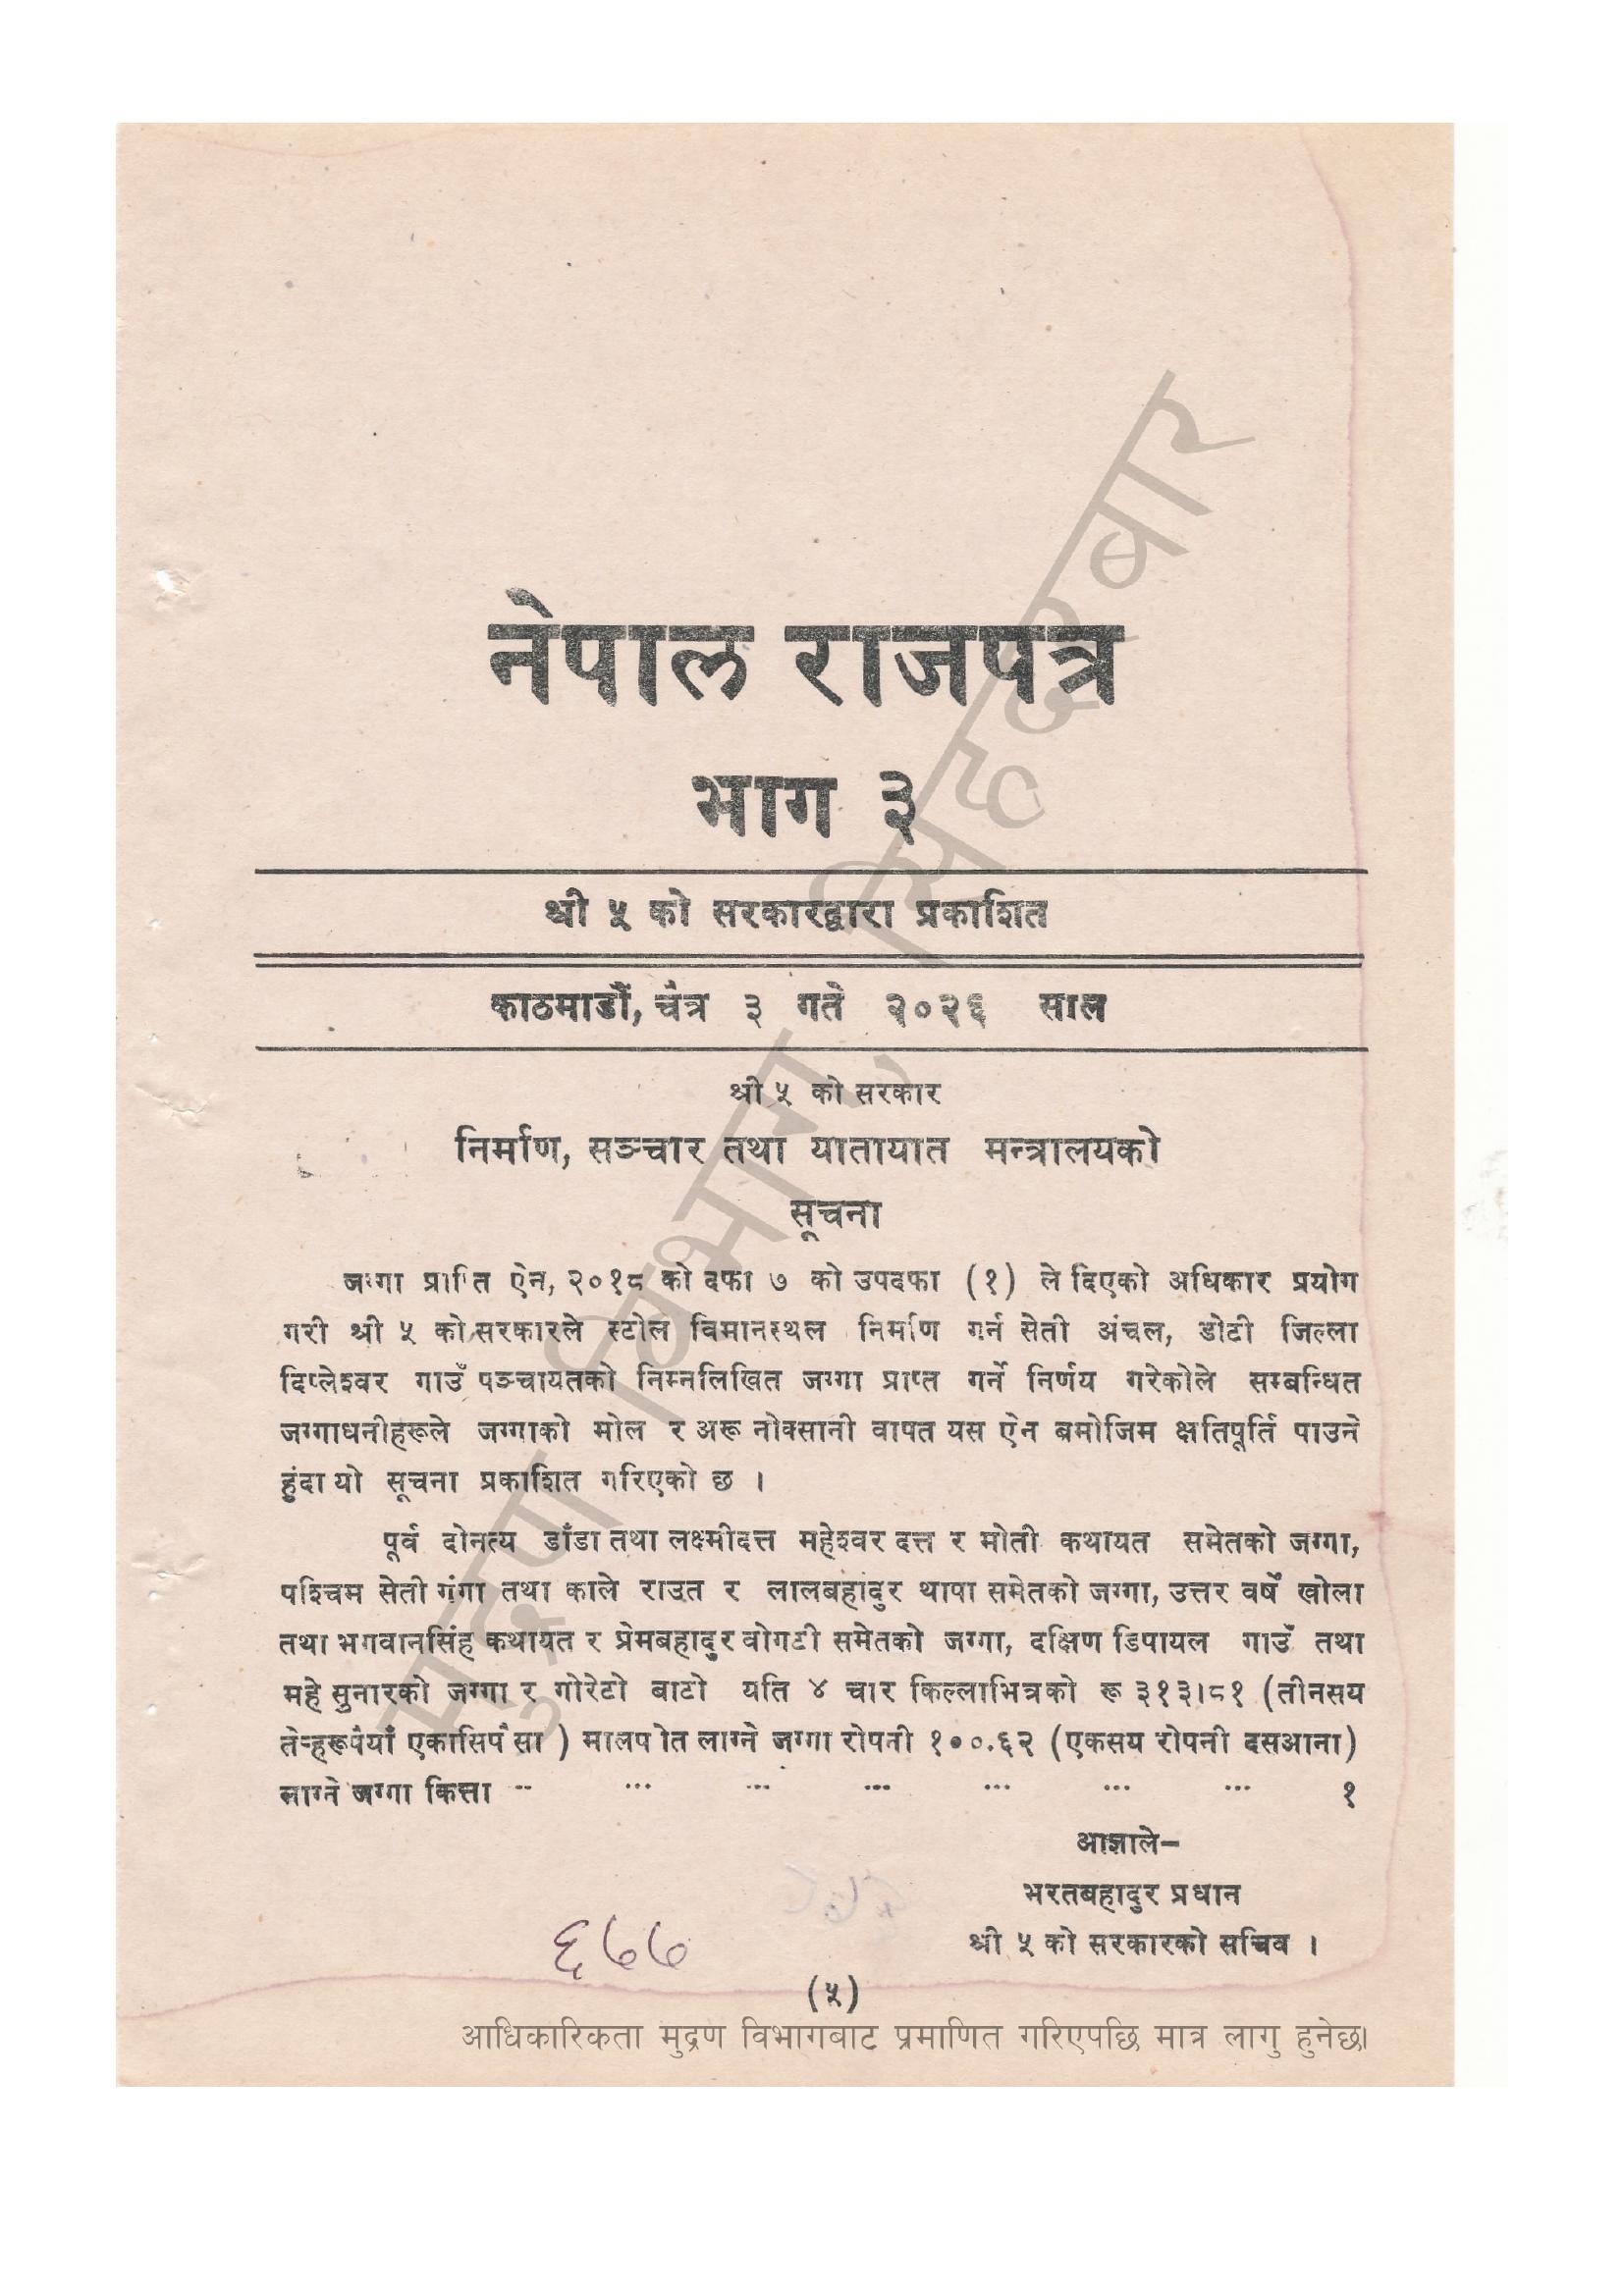 नेपाल राजपत्र
भाग ३
श्री ५ को सरकारद्वारा प्रकाशित
काठमाडौं, चैत्र ३ गते २०२६ साल
श्री ५ को सरकार
निर्माण, सञ्चार तथा यातायात मन्त्रालयको
सूचना
जग्गा प्राप्ति ऐन, २०१८ को दफा ७ को उपदफा (१) ले दिएको अधिकार प्रयोग
गरी श्री ५ को सरकारले स्टोल विमानस्थल निर्माण गर्न सेती अंचल, डोटी जिल्ला
दिप्लेश्वर गाउँ पञ्चायतको निम्नलिखित जग्गा प्राप्त गर्ने निर्णय गरेकोले सम्बन्धित
जग्गाधनीहरूले जग्गाको मोल र अरू नोक्सानी वापत यस ऐन बमोजिम क्षतिपूर्ति पाउने
हुंदा यो सूचना प्रकाशित गरिएको छ ।
पूर्व दोनत्य डाँडा तथा लक्ष्मीदत्त महेश्वर दत्त र मोती कथायत समेतको जग्गा,
पश्चिम सेती गंगा तथा काले राउत र लालबहादुर थापा समेतको जग्गा, उत्तर वर्षे खोला
तथा भगवानसिंह कथायत र प्रेमबहादुर वोगटी समेतको जग्गा, दक्षिण डिपायल गाउँ तथा
महे सुनारको जग्गा र गोरेटो बाटो यति ४ चार किल्लाभित्रको रू ३१३।८१ (तीनसय
तेऱ्हरूपैयाँ एकासिपैसा ) मालपोत लाग्ने जग्गा रोपनी १००.६२ (एकसय रोपनी दसआना)
लाग्ने जग्गा कित्ता ... ... ... ... ... ... ... १
आज्ञाले–
भरतबहादुर प्रधान
श्री ५ को सरकारको सचिव ।
६७७
(५)
आधिकारिकता मुद्रण विभागबाट प्रमाणित गरिएपछि मात्र लागु हुनेछ।
मुद्रण विभाग, सिंहदरबार